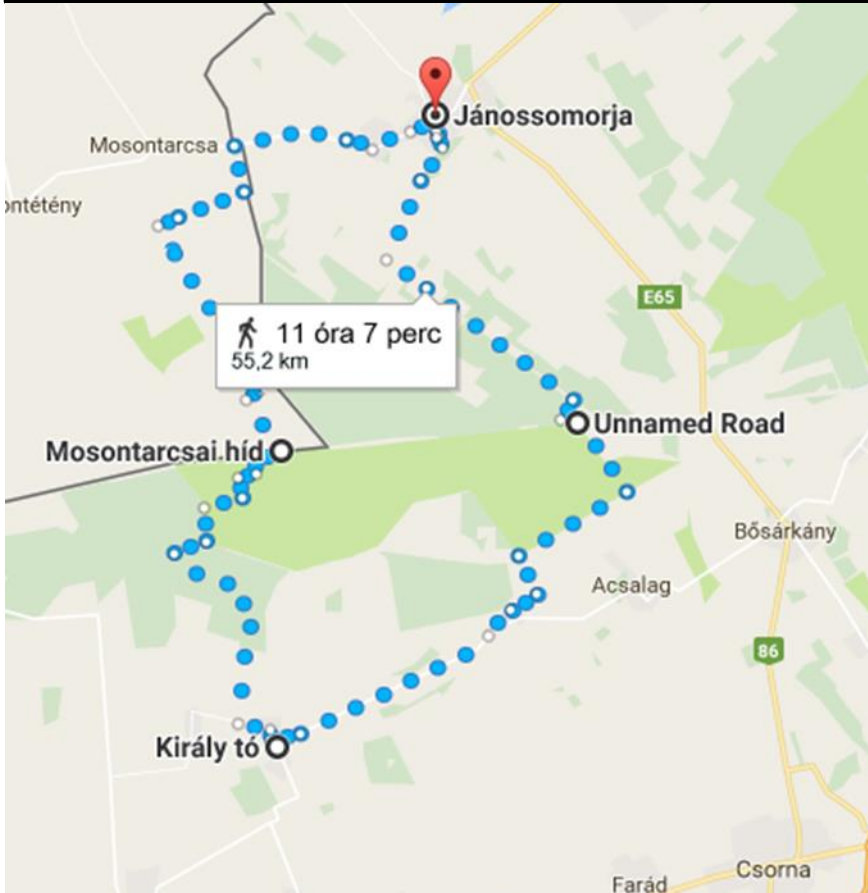 Jánossomorja
Mosontarcsa
ontétény
E65
11 óra 7 perc
55,2 km
Unnamed Road
Mosontarcsai híd
Bősárkány
Acsalag
86
Király tó
Csorna
Farád